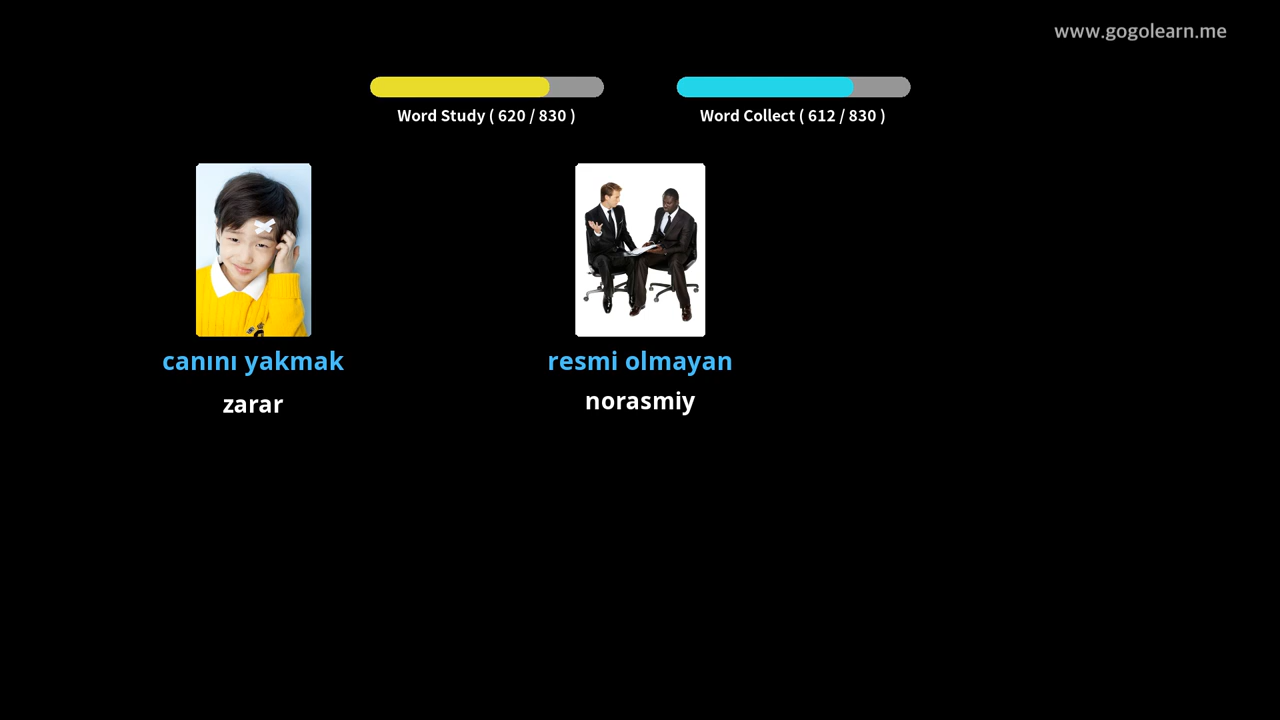 www.gogolearn.me
Word Study ( 620 / 830 )
Word Collect ( 612 / 830 )
canını yakmak
zarar
resmi olmayan
norasmiy